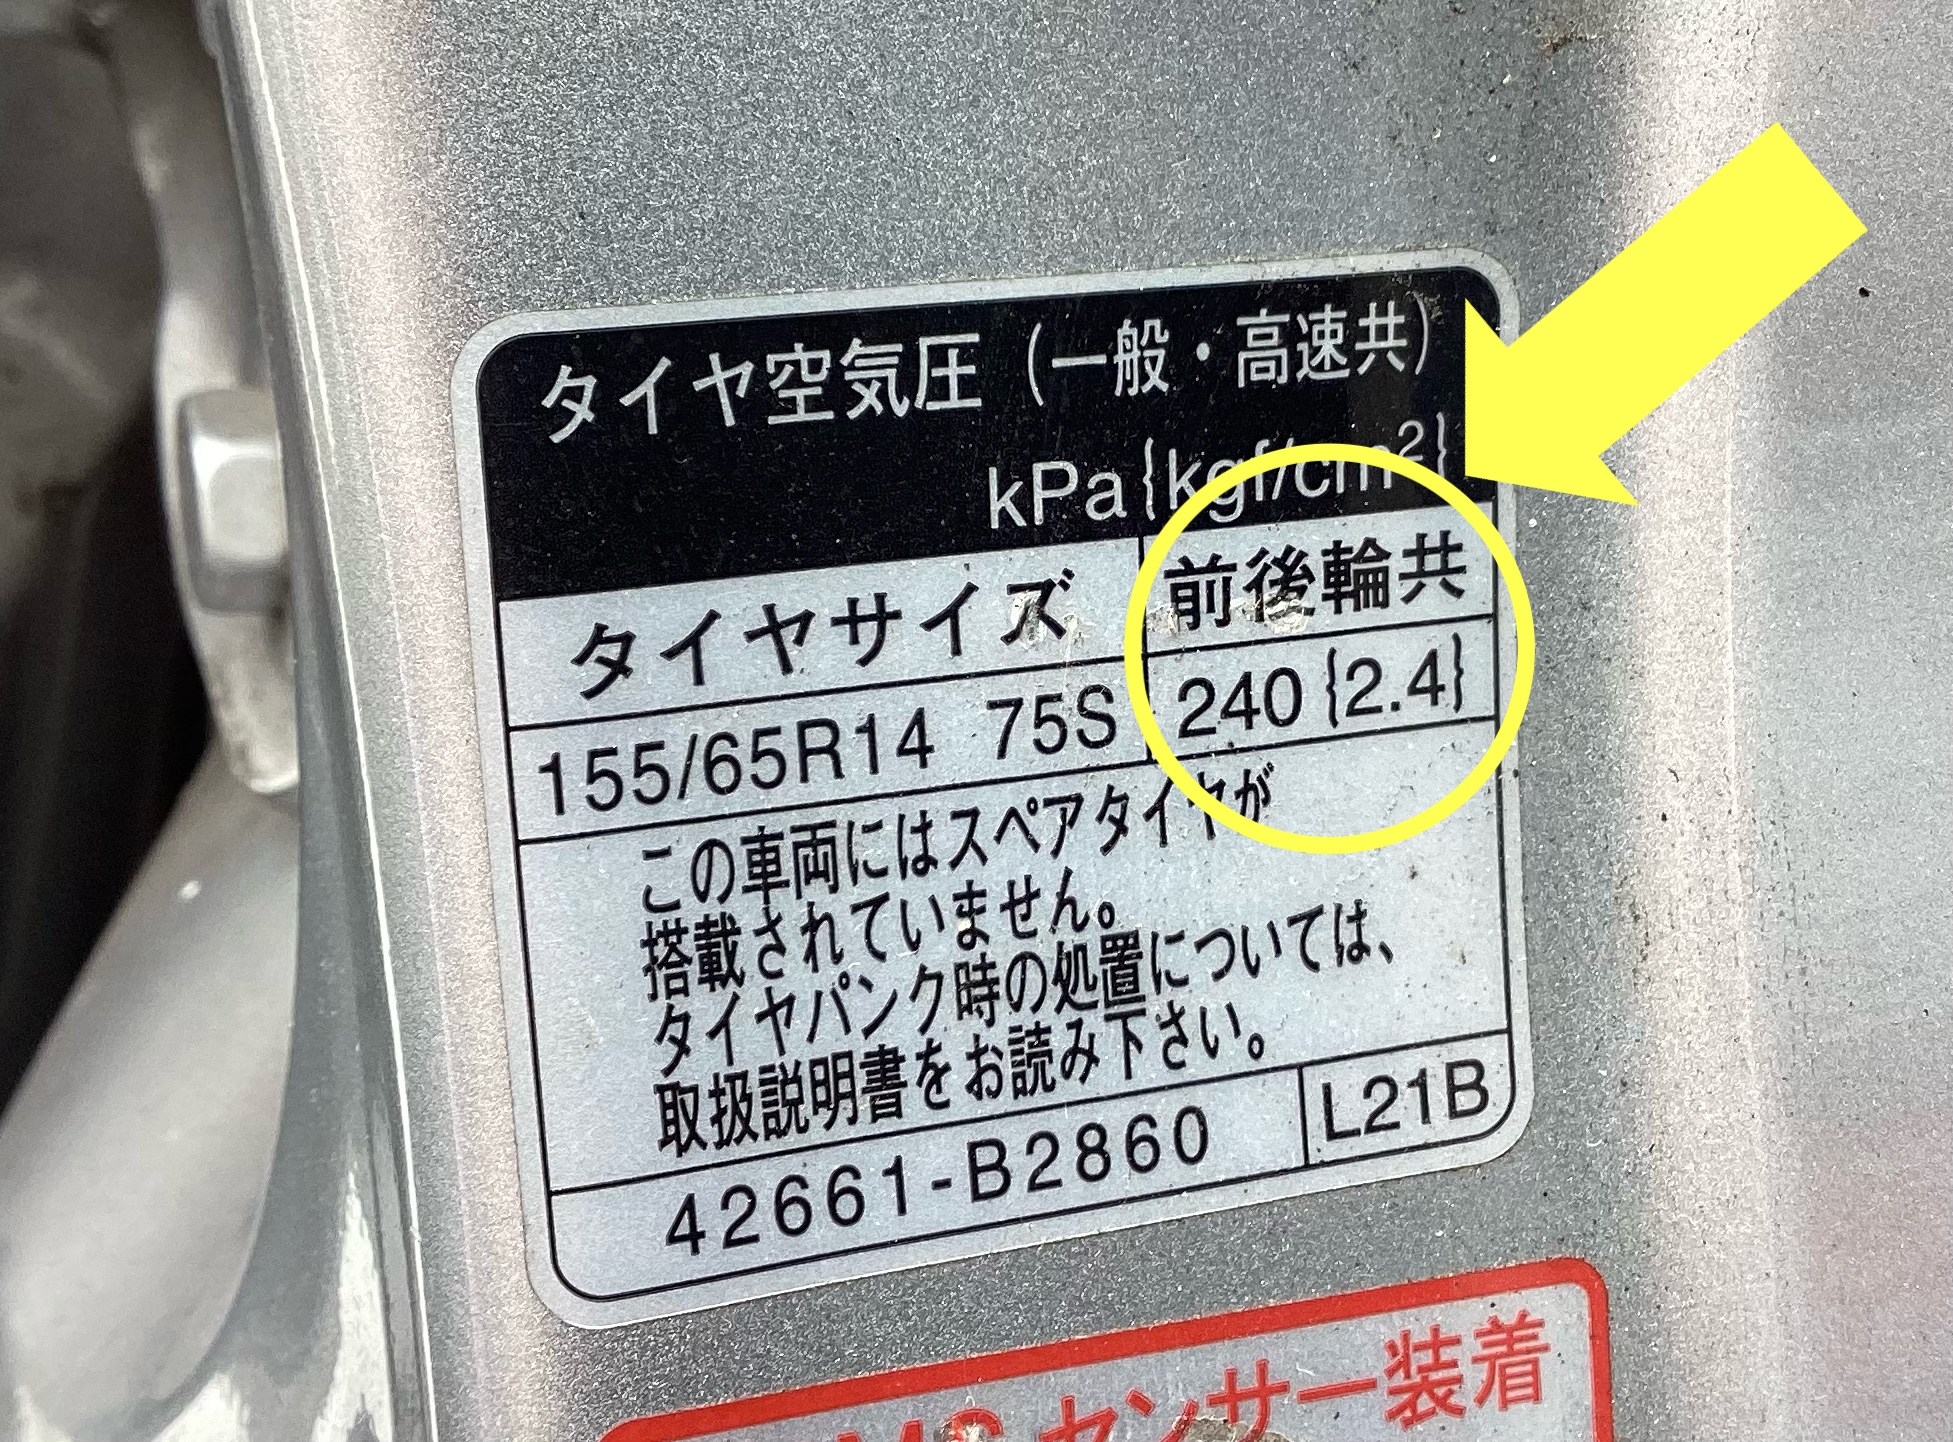 タイヤ空気圧(一般・高速共)
kPa{kgf/cm²}
タイヤサイズ 前後輪共
155/65R14 75S 240{2.4}
この車両にはスペアタイヤが
搭載されていません。
タイヤパンク時の処置については、
取扱説明書をお読み下さい。
42661-B2860 L21B
センサー装着